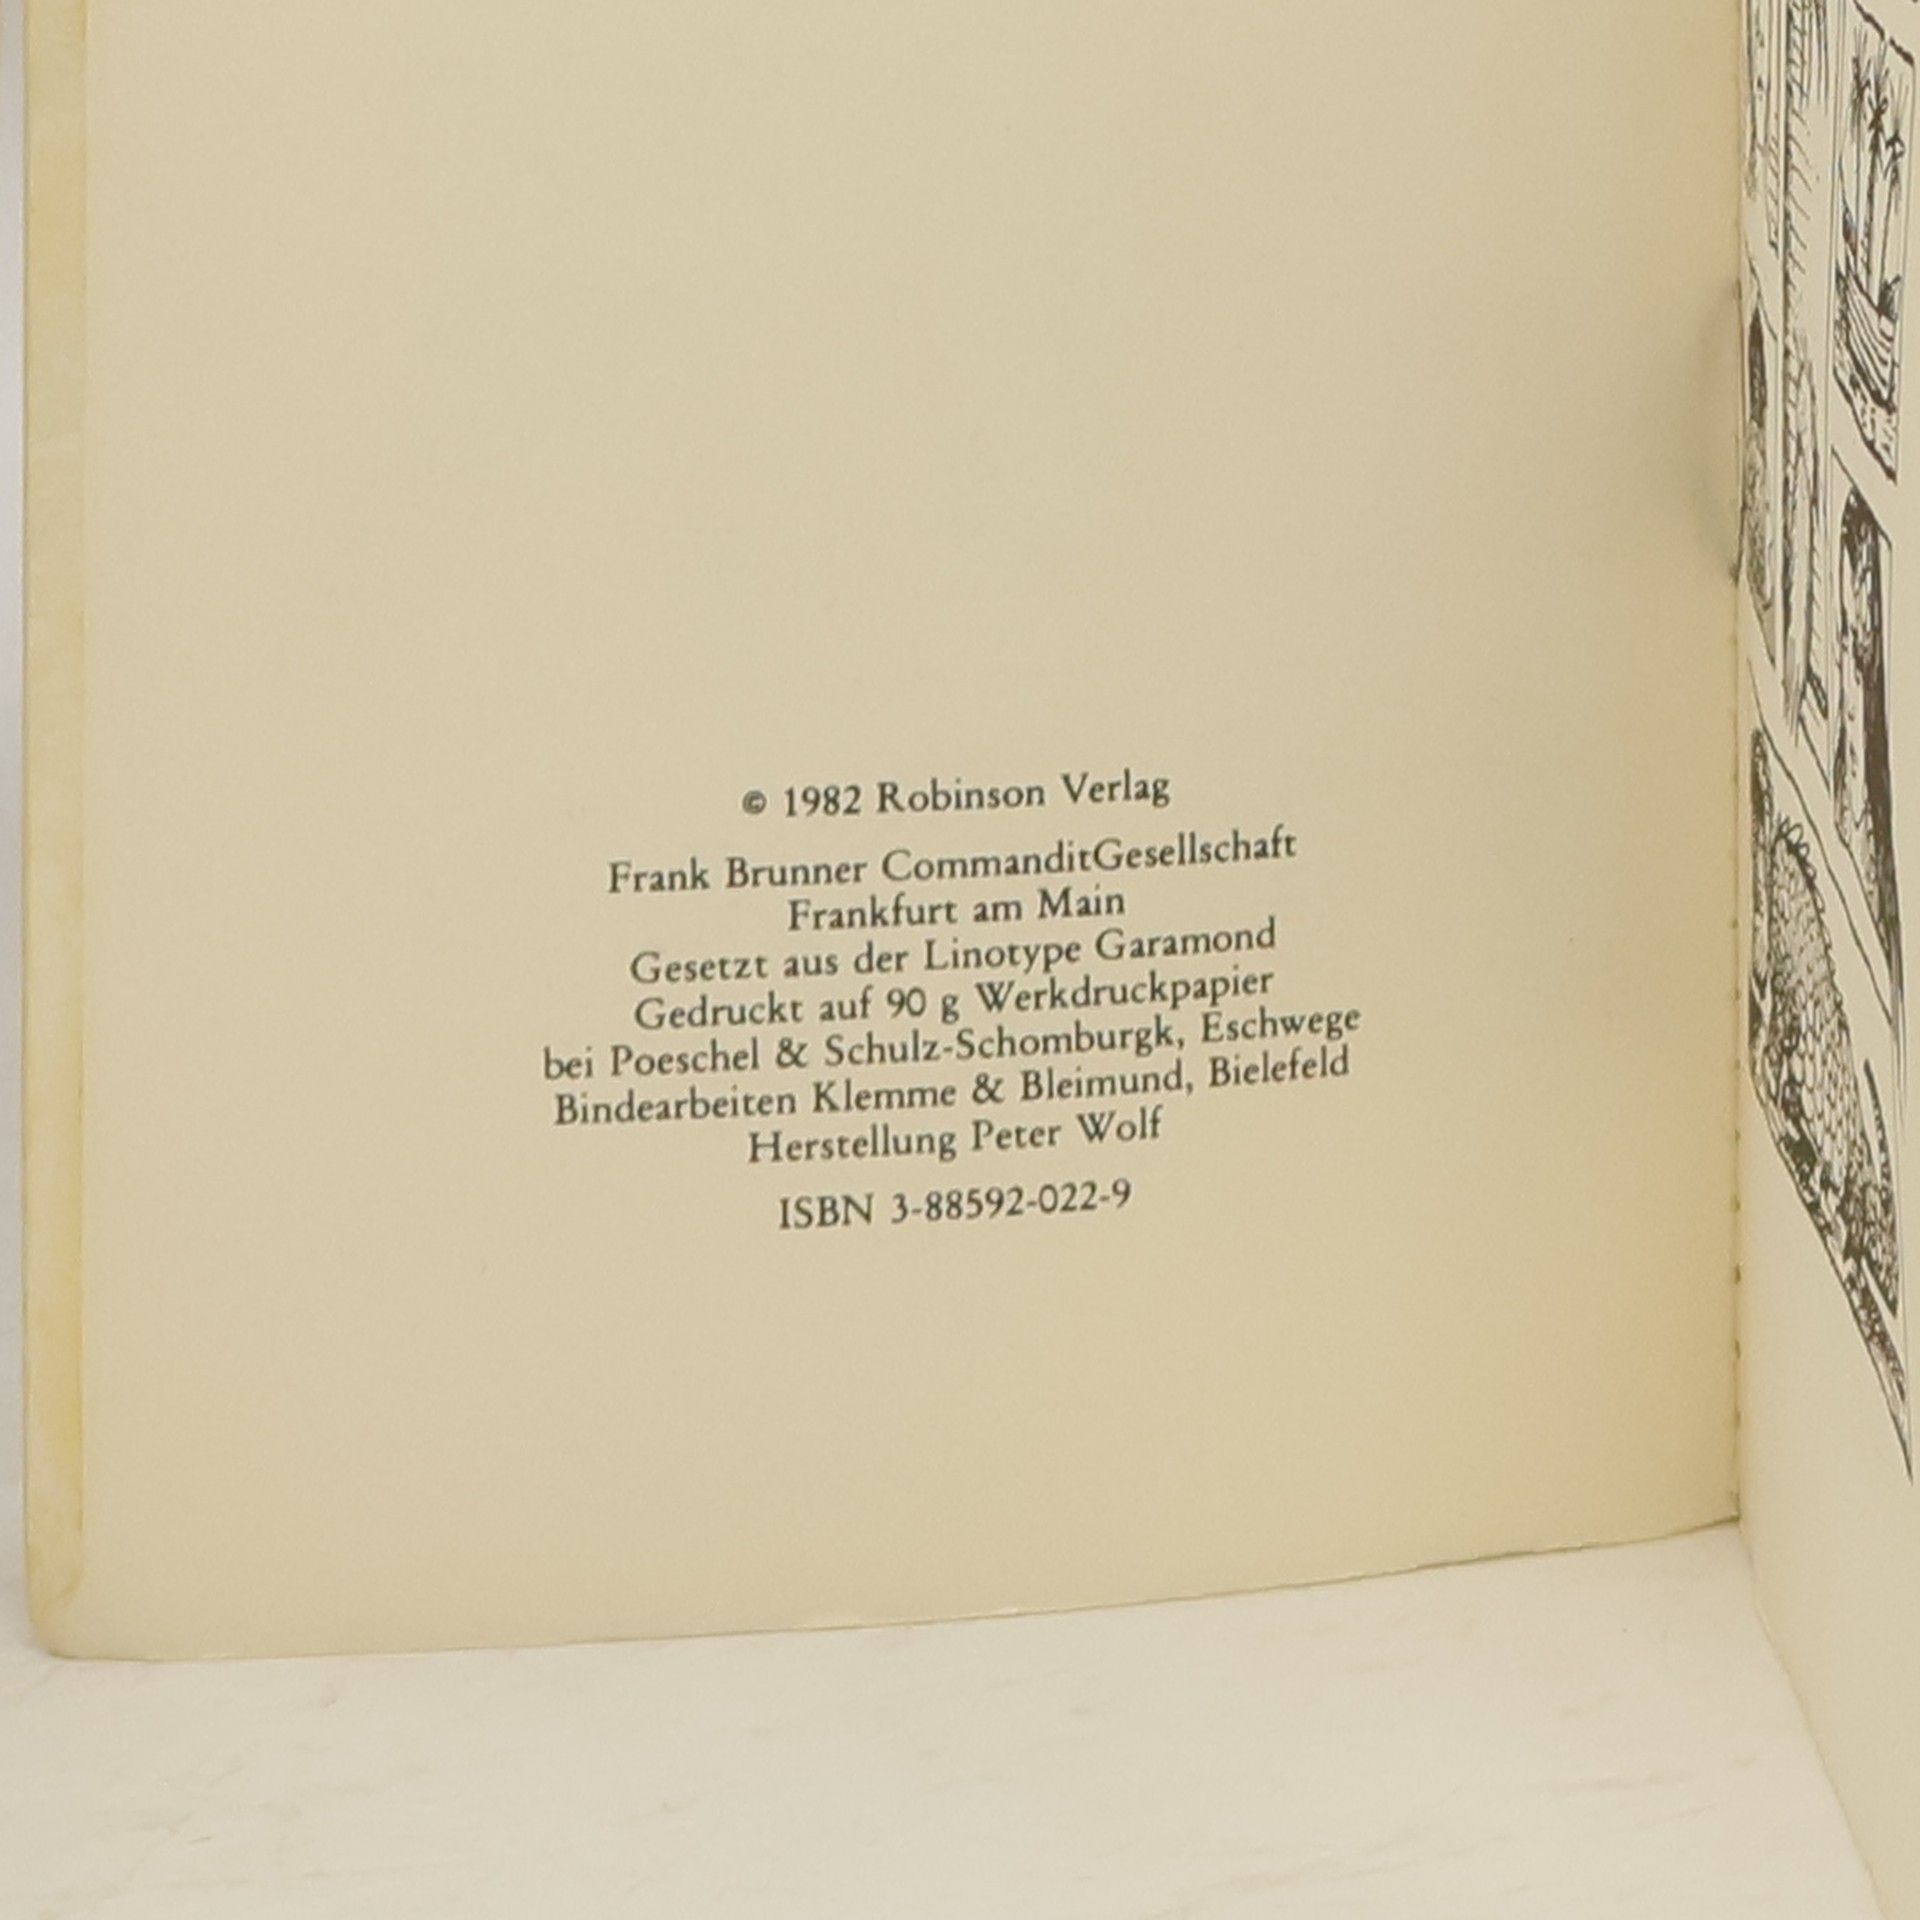 © 1982 Robinson Verlag
Frank Brunner CommanditGesellschaft
Frankfurt am Main
Gesetzt aus der Linotype Garamond
Gedruckt auf 90 g Werkdruckpapier
bei Poeschel & Schulz-Schomburgk, Eschwege
Bindearbeiten Klemme & Bleimund, Bielefeld
Herstellung Peter Wolf
ISBN 3-88592-022-9